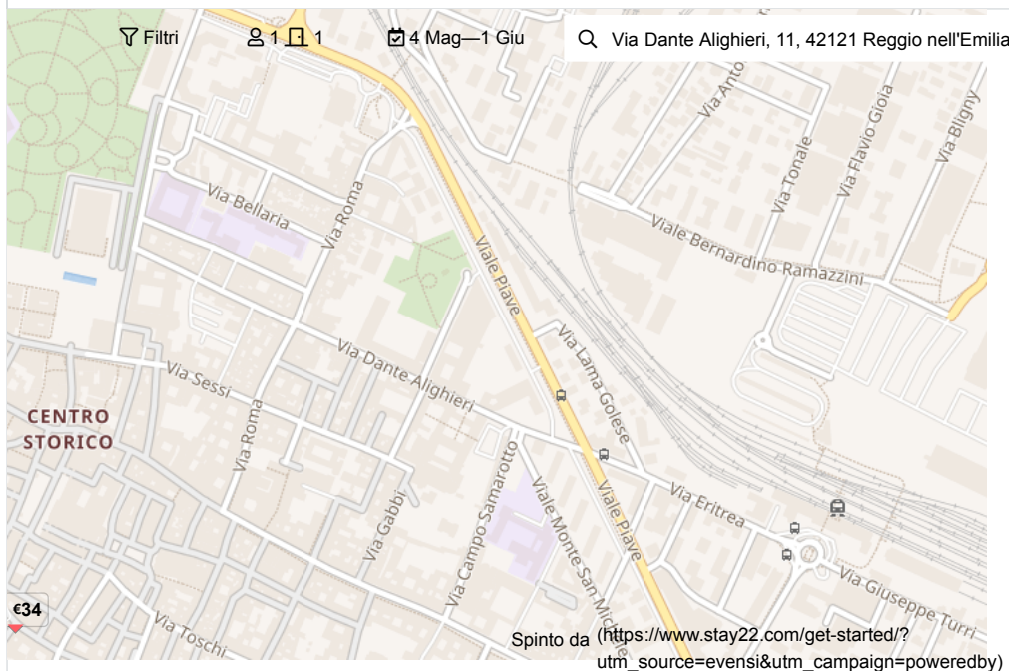 Filtri
1 1
4 Mag—1 Giu
Via Dante Alighieri, 11, 42121 Reggio nell'Emilia
Via Anto
Via Tonale
Via Flavio Gioia
Via Bligny
Via Bellaria
Via Roma
Viale Piave
Viale Bernardino Ramazzini
Via Dante Alighieri
Via Lama Golese
Via Sessi
CENTRO
STORICO
Via Roma
Via Gabbi
Via Campo Samarotto
Viale Monte San Michele
Viale Piave
Via Eritrea
Via Giuseppe Turri
€34
Via Toschi
Spinto da (https://www.stay22.com/get-started/?
utm_source=evensi&utm_campaign=poweredby)